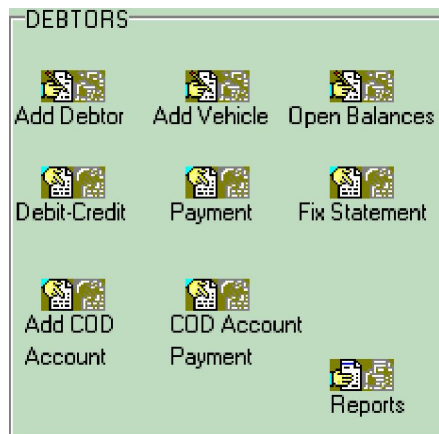 DEBTORS
Add Debtor Add Vehicle Open Balances
Debit-Credit Payment Fix Statement
Add COD COD Account
Account Payment
Reports